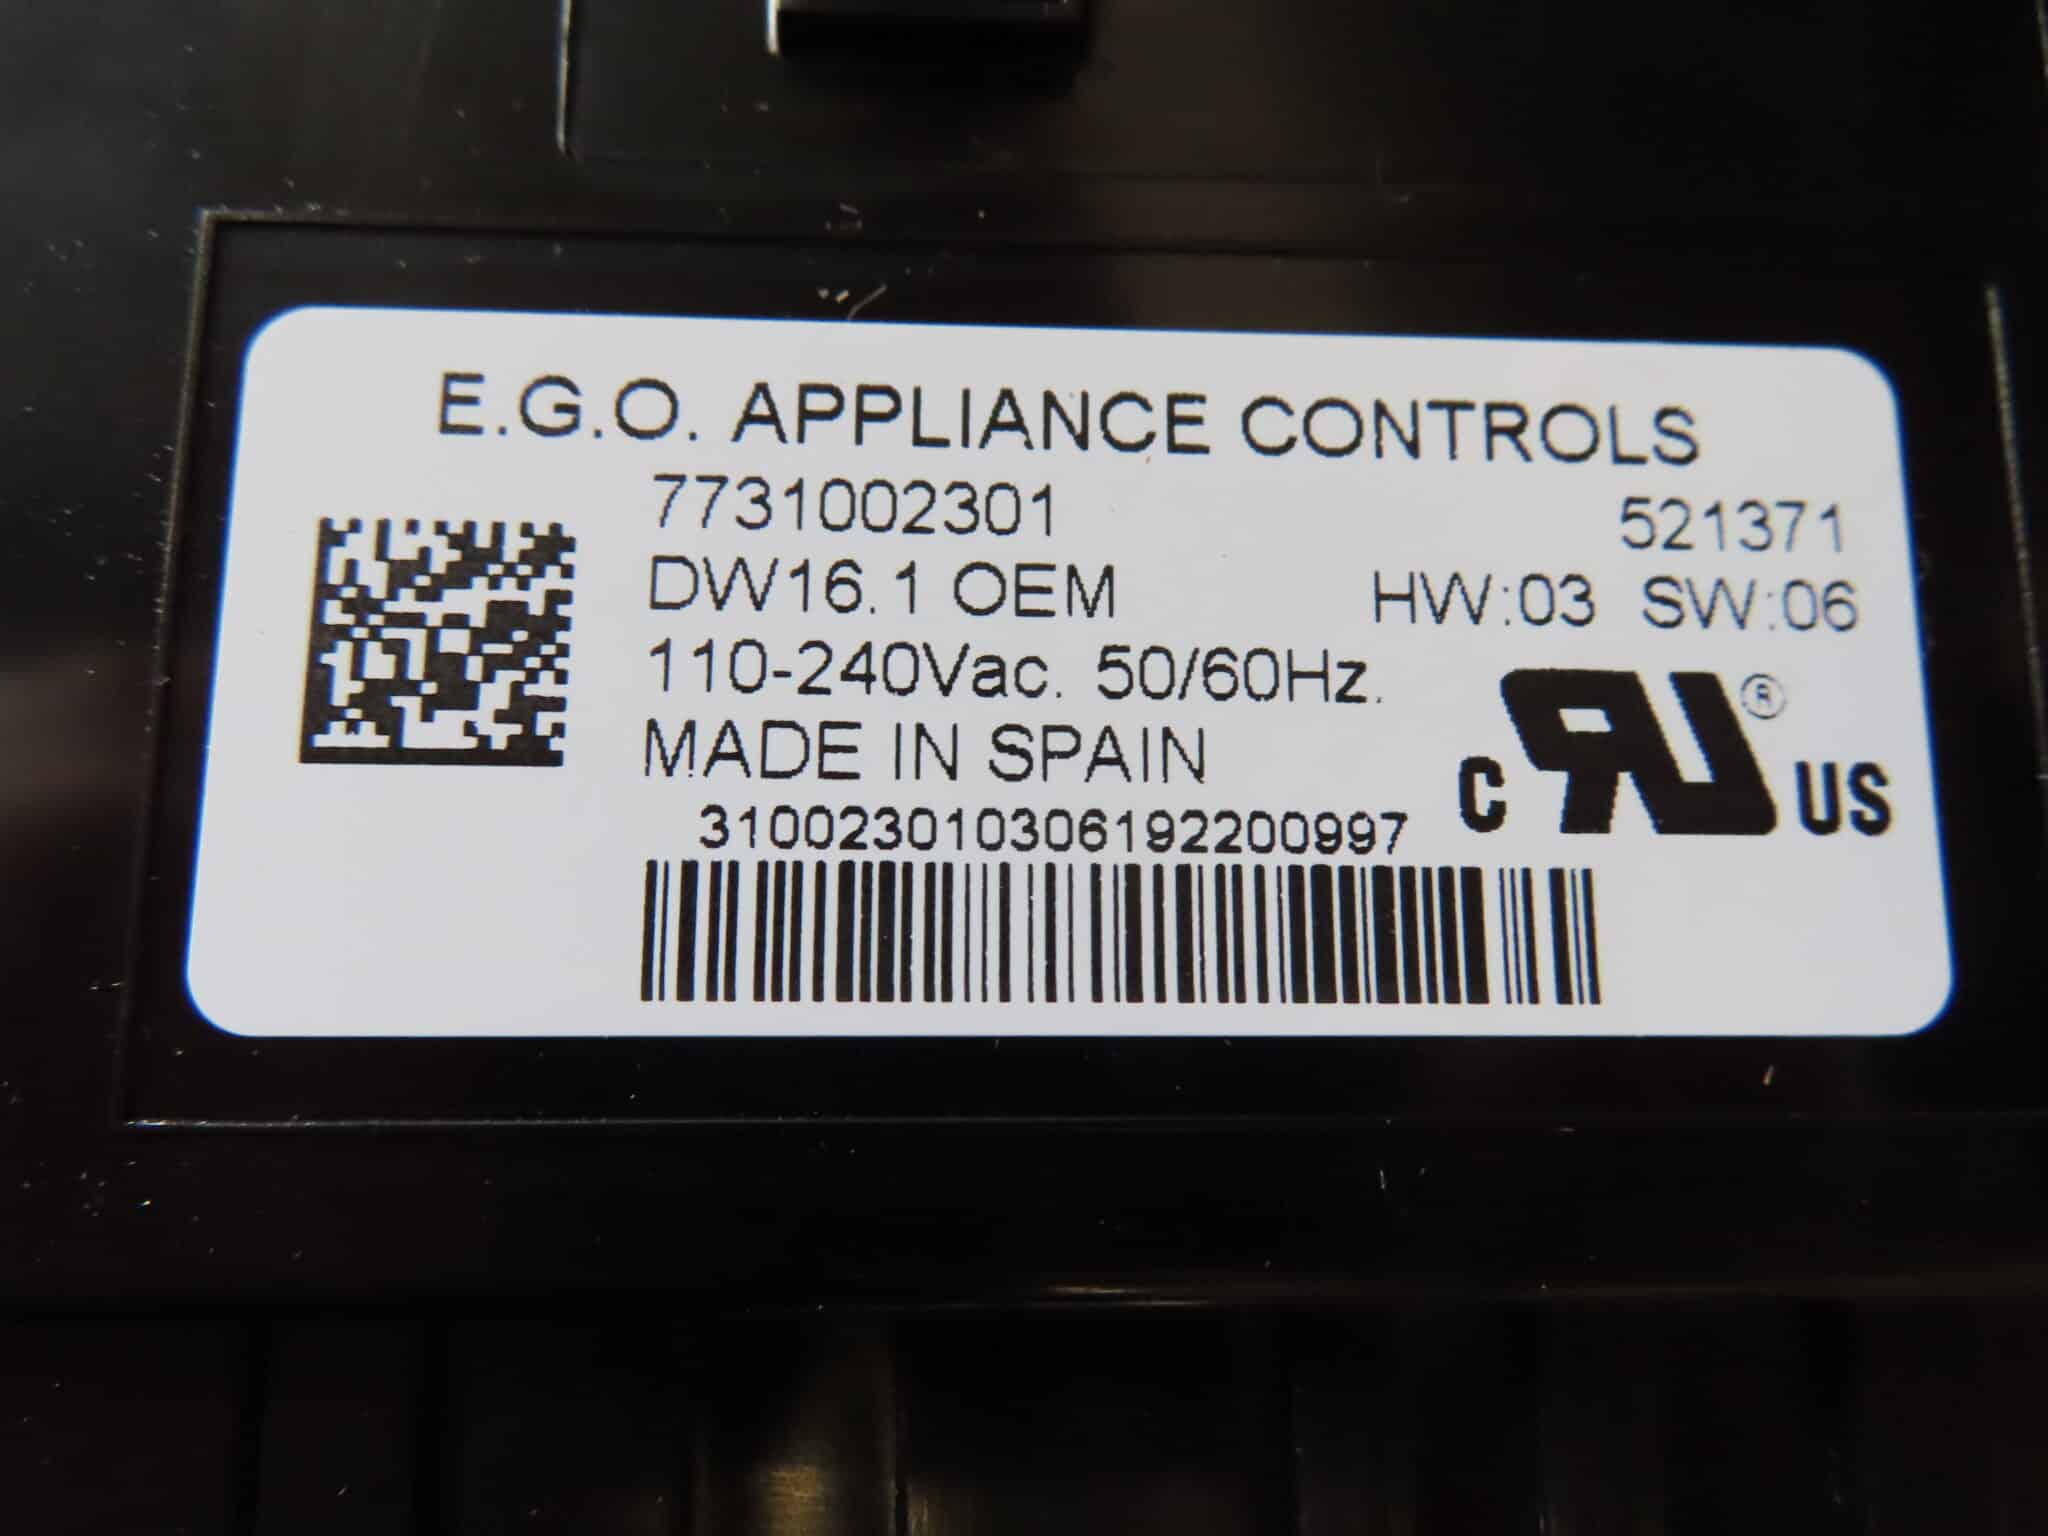 E.G.O. APPLIANCE CONTROLS
7731002301 521371
DW16.1 OEM HW:03 SW:06
110-240Vac. 50/60Hz.
MADE IN SPAIN
C RU ® US
310023010306192200997